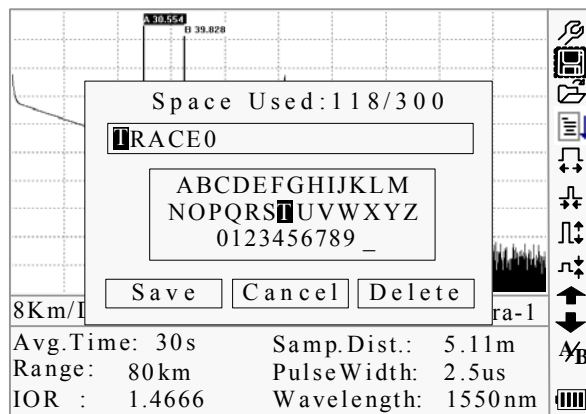 A 30.554
B 39.828
Space Used:118/300
TRACE0
ABCDEFGHIJKLM
NOPQRSTUVWXYZ
0123456789_
Save Cancel Delete
8Km/ ra-1
Avg.Time: 30s Samp.Dist.: 5.11m
Range: 80km PulseWidth: 2.5us
IOR : 1.4666 Wavelength: 1550nm
A/B